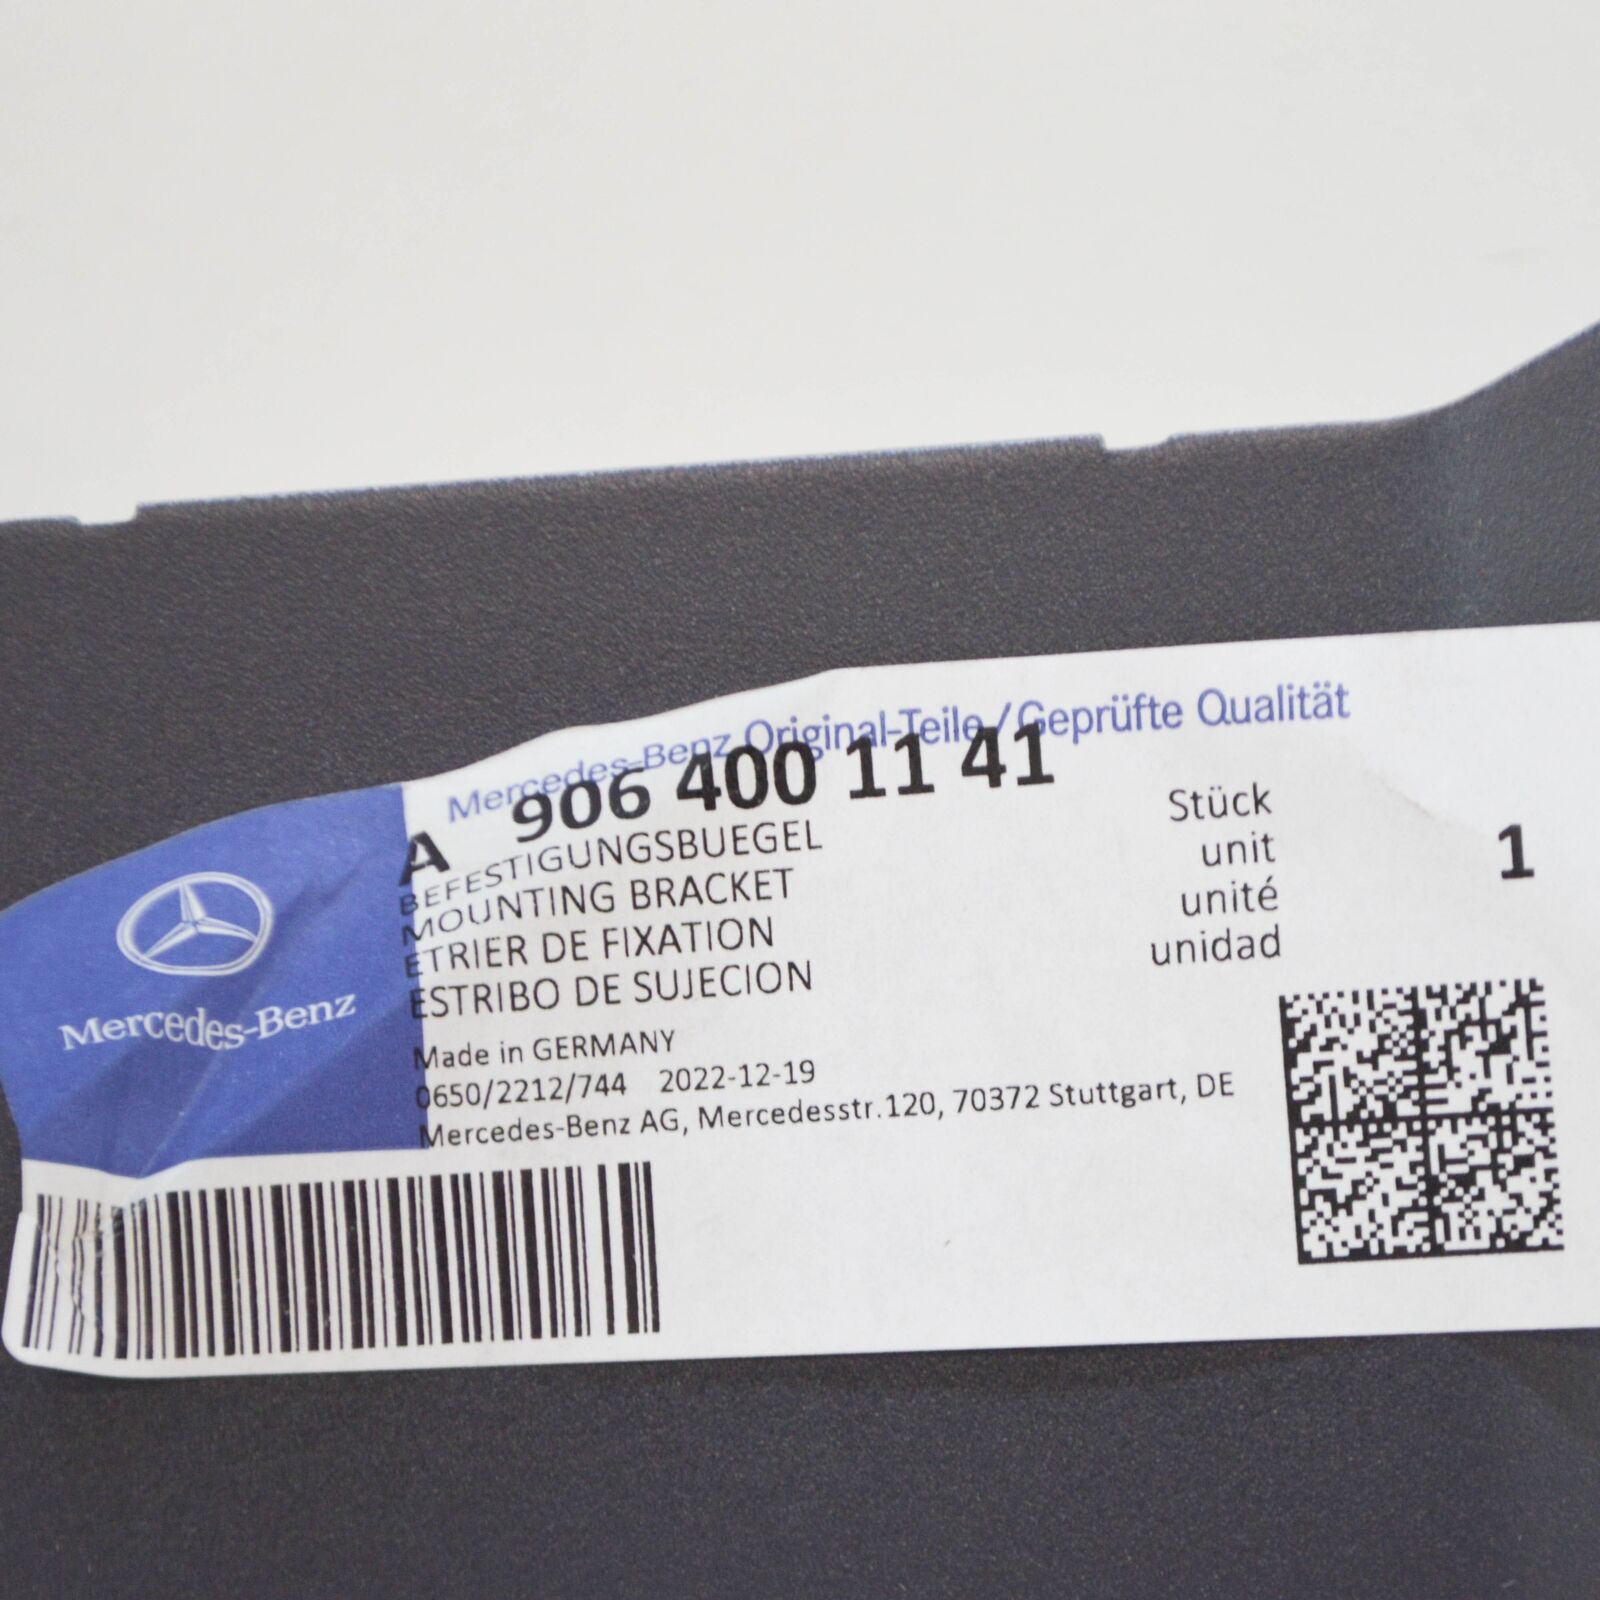 Mercedes-Benz Original-Teile/Geprüfte Qualität
A 906 400 11 41
BEFESTIGUNGSBUEGEL
MOUNTING BRACKET
ETRIER DE FIXATION
ESTRIBO DE SUJECION
Stück
unit
unité
unidad
1
Mercedes-Benz
Made in GERMANY
0650/2212/744 2022-12-19
Mercedes-Benz AG, Mercedesstr.120, 70372 Stuttgart, DE